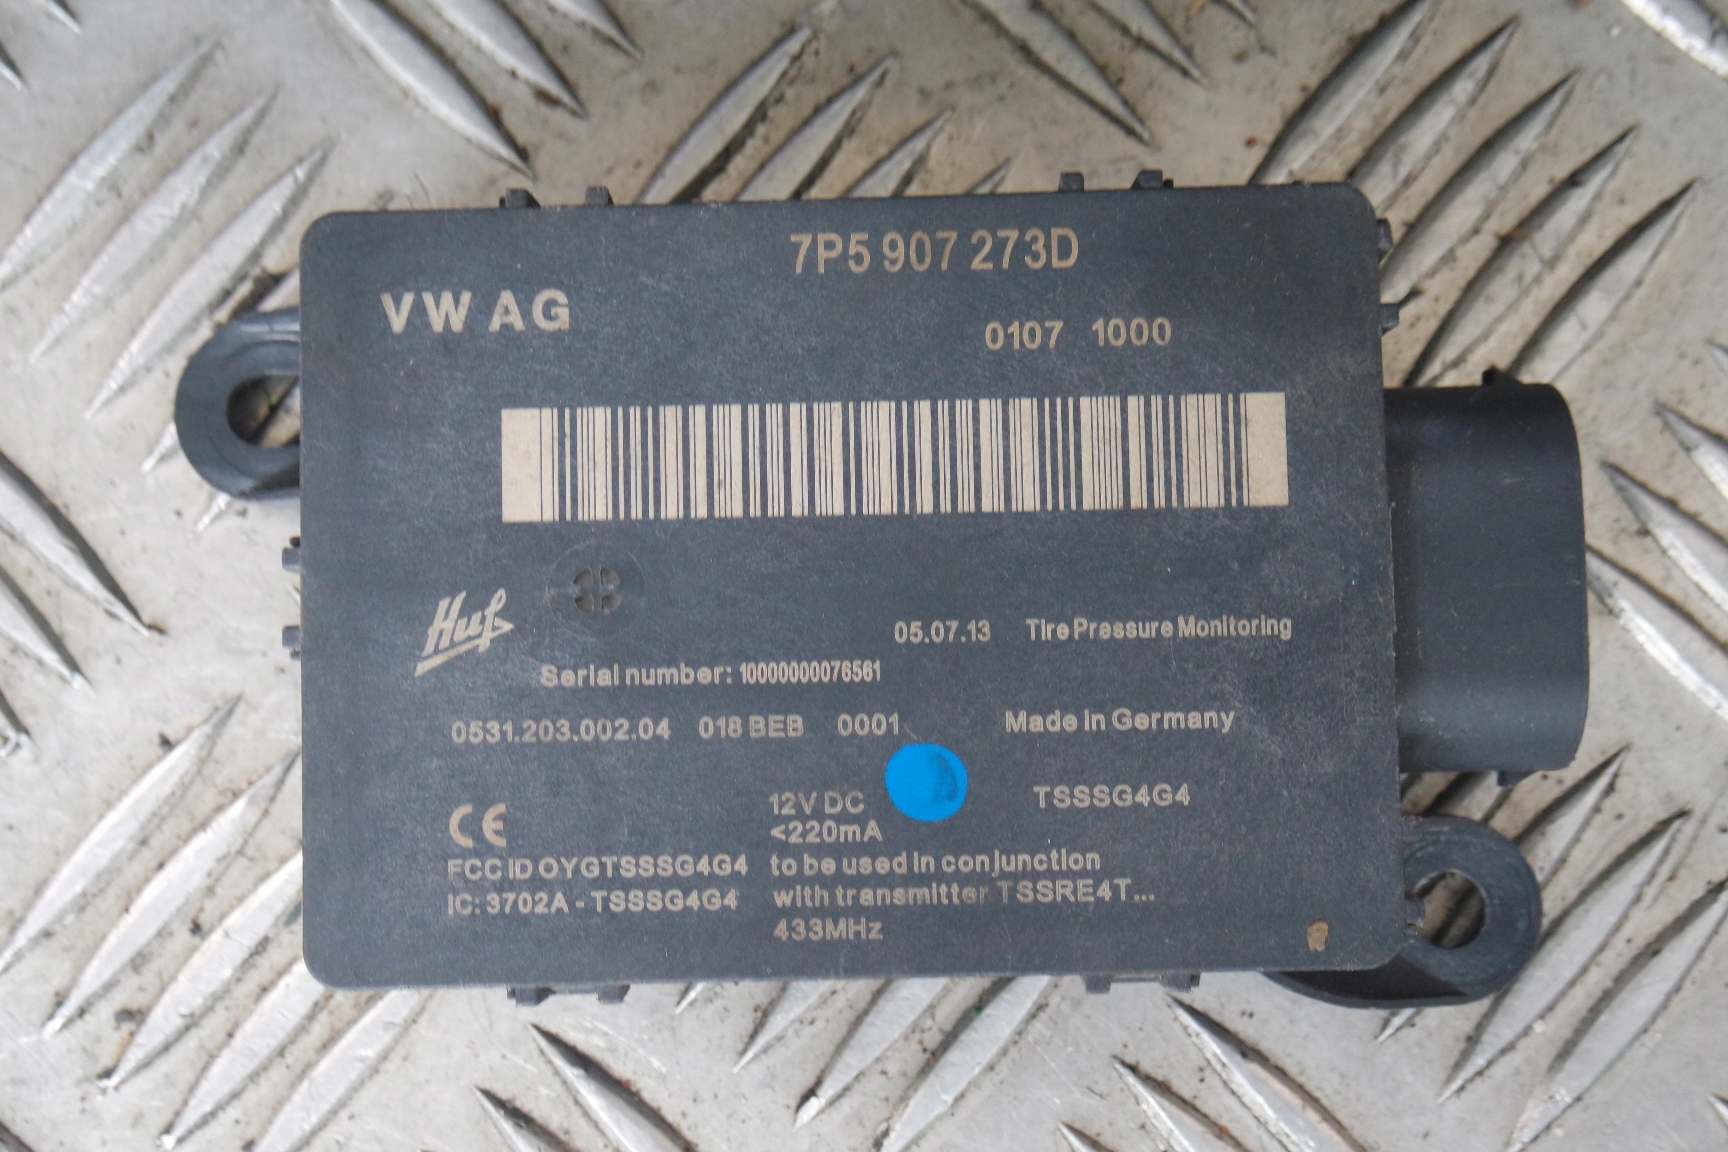 7P5 907 273D
VW AG
0107 1000
Huf
05.07.13 Tire Pressure Monitoring
Serial number: 10000000076561
0531.203.002.04 018 BEB 0001 Made in Germany
CE 12V DC TSSSG4G4
<220mA
FCC ID OYGTSSSG4G4 to be used in conjunction
IC: 3702A - TSSSG4G4 with transmitter TSSRE4T...
433MHz